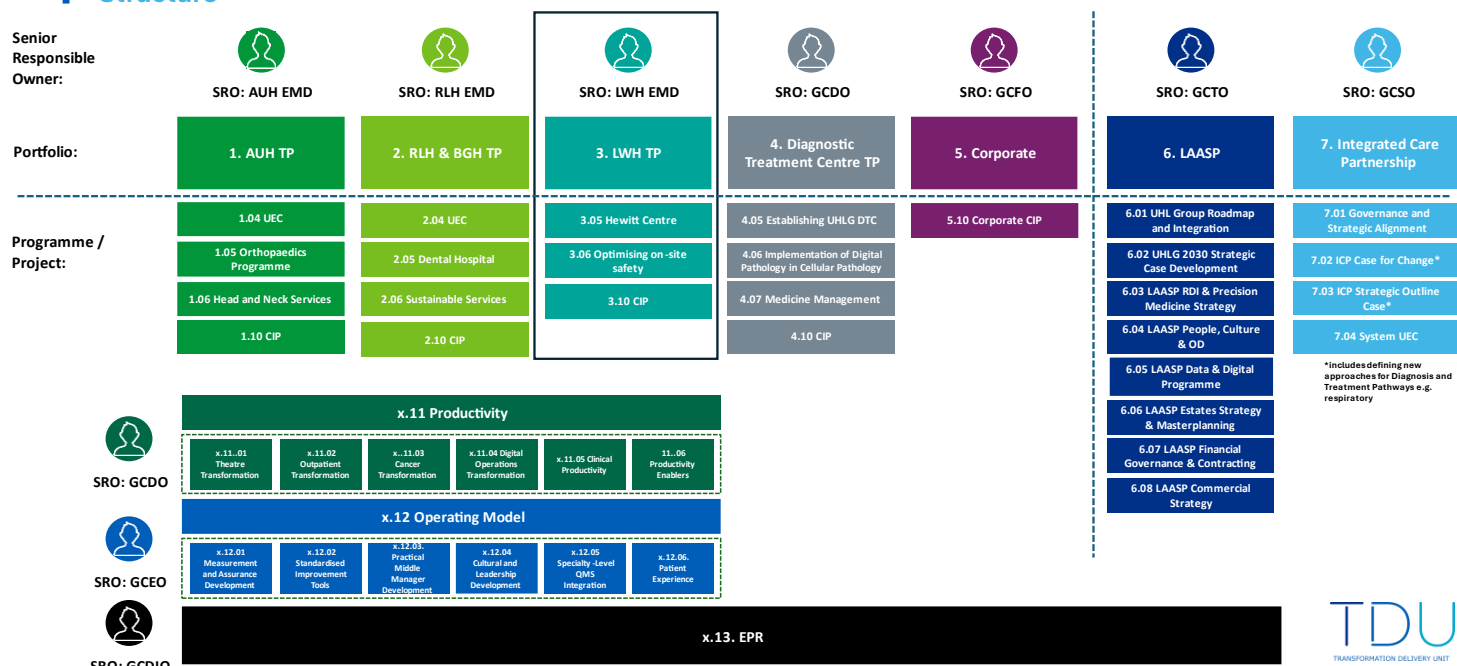 Structure
Senior
Responsible
Owner:
SRO: AUH EMD
SRO: RLH EMD
SRO: LWH EMD
SRO: GCDO
SRO: GCFO
SRO: GCTO
SRO: GCSO
Portfolio:
1. AUH TP
2. RLH & BGH TP
3. LWH TP
4. Diagnostic
Treatment Centre TP
5. Corporate
6. LAASP
7. Integrated Care
Partnership
Programme /
Project:
1.04 UEC
1.05 Orthopaedics
Programme
1.06 Head and Neck Services
1.10 CIP
2.04 UEC
2.05 Dental Hospital
2.06 Sustainable Services
2.10 CIP
3.05 Hewitt Centre
3.06 Optimising on-site
safety
3.10 CIP
4.05 Establishing UHLG DTC
4.06 Implementation of Digital
Pathology in Cellular Pathology
4.07 Medicine Management
4.10 CIP
5.10 Corporate CIP
6.01 UHL Group Roadmap
and Integration
6.02 UHLG 2030 Strategic
Case Development
6.03 LAASP RDI & Precision
Medicine Strategy
6.04 LAASP People, Culture
& OD
6.05 LAASP Data & Digital
Programme
6.06 LAASP Estates Strategy
& Masterplanning
6.07 LAASP Financial
Governance & Contracting
6.08 LAASP Commercial
Strategy
7.01 Governance and
Strategic Alignment
7.02 ICP Case for Change*
7.03 ICP Strategic Outline
Case*
7.04 System UEC
*includes defining new
approaches for Diagnosis and
Treatment Pathways e.g.
respiratory
SRO: GCDO
x.11 Productivity
x.11..01
Theatre
Transformation
x.11.02
Outpatient
Transformation
x..11.03
Cancer
Transformation
x.11.04 Digital
Operations
Transformation
x.11.05 Clinical
Productivity
11..06
Productivity
Enablers
SRO: GCEO
x.12 Operating Model
x.12.01
Measurement
and Assurance
Development
x.12.02
Standardised
Improvement
Tools
x.12.03.
Practical
Middle
Manager
Development
x.12.04
Cultural and
Leadership
Development
x.12.05
Specialty -Level
QMS
Integration
x.12.06.
Patient
Experience
SRO: GCDIO
x.13. EPR
TDU
TRANSFORMATION DELIVERY UNIT